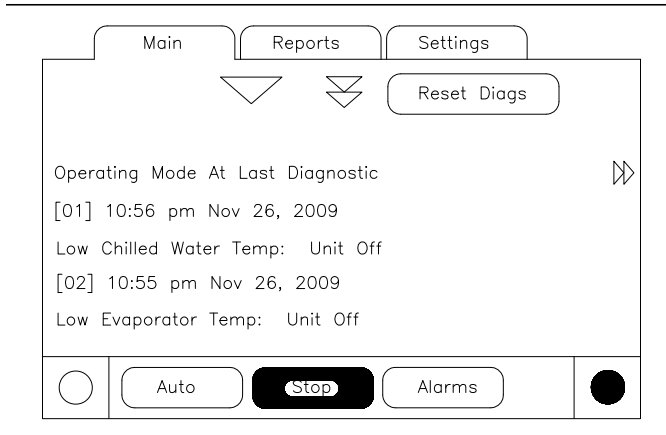 Main Reports Settings
Reset Diags
Operating Mode At Last Diagnostic
[01] 10:56 pm Nov 26, 2009
Low Chilled Water Temp: Unit Off
[02] 10:55 pm Nov 26, 2009
Low Evaporator Temp: Unit Off
Auto Stop Alarms